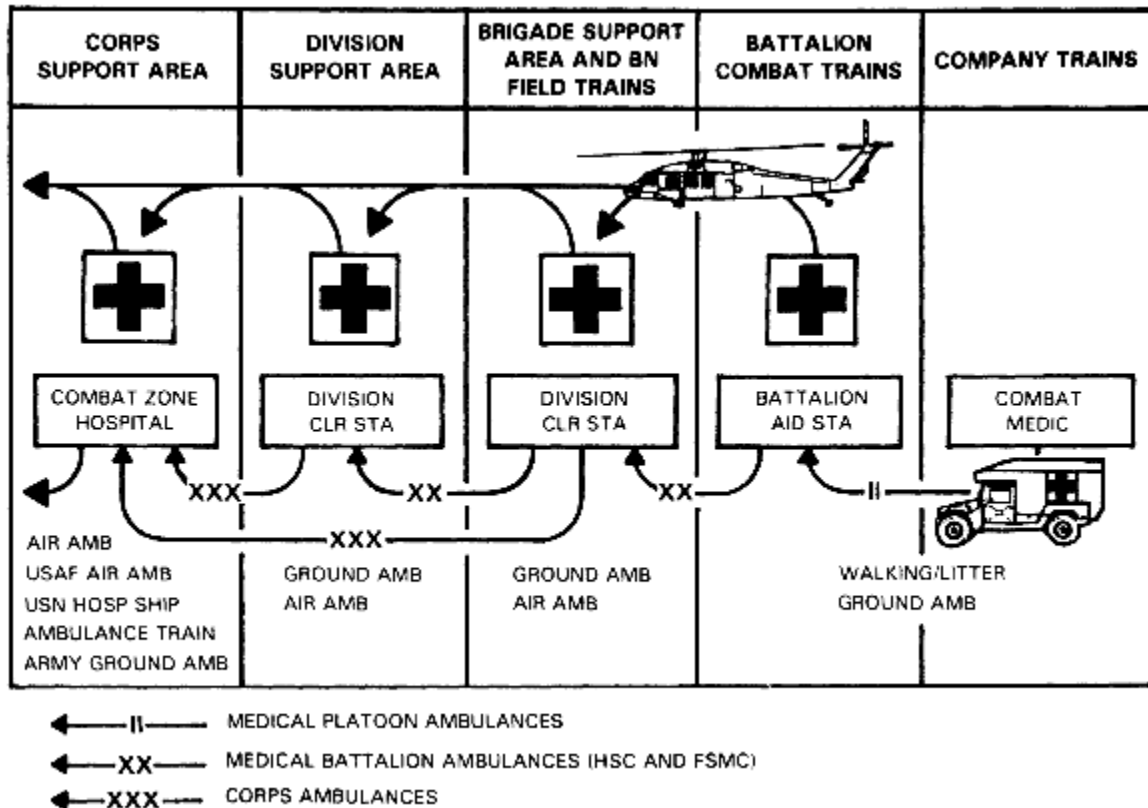 CORPS
SUPPORT AREA
DIVISION
SUPPORT AREA
BRIGADE SUPPORT
AREA AND BN
FIELD TRAINS
BATTALION
COMBAT TRAINS
COMPANY TRAINS
COMBAT ZONE
HOSPITAL
DIVISION
CLR STA
DIVISION
CLR STA
BATTALION
AID STA
COMBAT
MEDIC
XXX
XX
XX
II
XXX
AIR AMB
USAF AIR AMB
USN HOSP SHIP
AMBULANCE TRAIN
ARMY GROUND AMB
GROUND AMB
AIR AMB
GROUND AMB
AIR AMB
WALKING/LITTER
GROUND AMB
II MEDICAL PLATOON AMBULANCES
XX MEDICAL BATTALION AMBULANCES (HSC AND FSMC)
XXX CORPS AMBULANCES